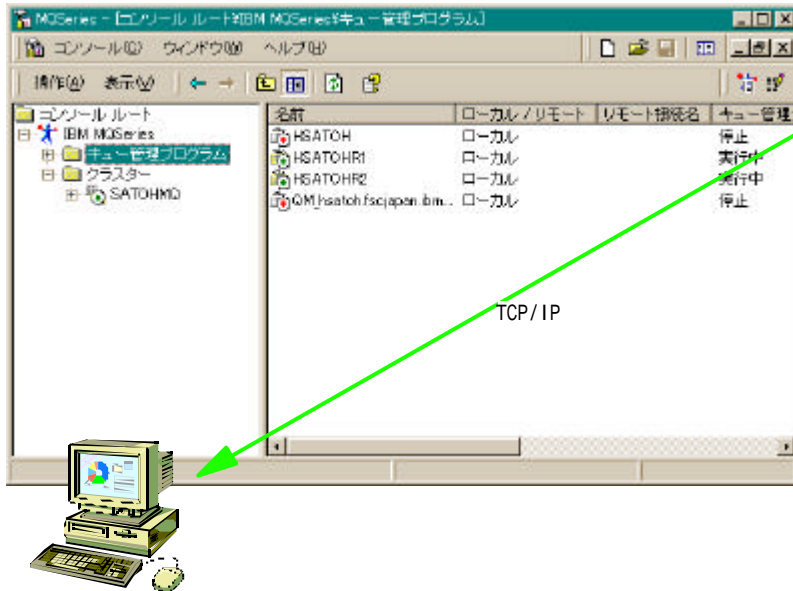 MQSeries - [コンソール ルート¥IBM MQSeries¥キュー管理プログラム]
コンソール(C) ウィンドウ(W) ヘルプ(H)
操作(A) 表示(V)
コンソール ルート
IBM MQSeries
キュー管理プログラム
クラスター
SATOHMQ
名前 ローカル / リモート リモート接続名 キュー管理
HSATOH ローカル 停止
HSATOHR1 ローカル 実行中
HSATOHR2 ローカル 実行中
QM_hsatoh.fscjapan.ibm... ローカル 停止
TCP/IP